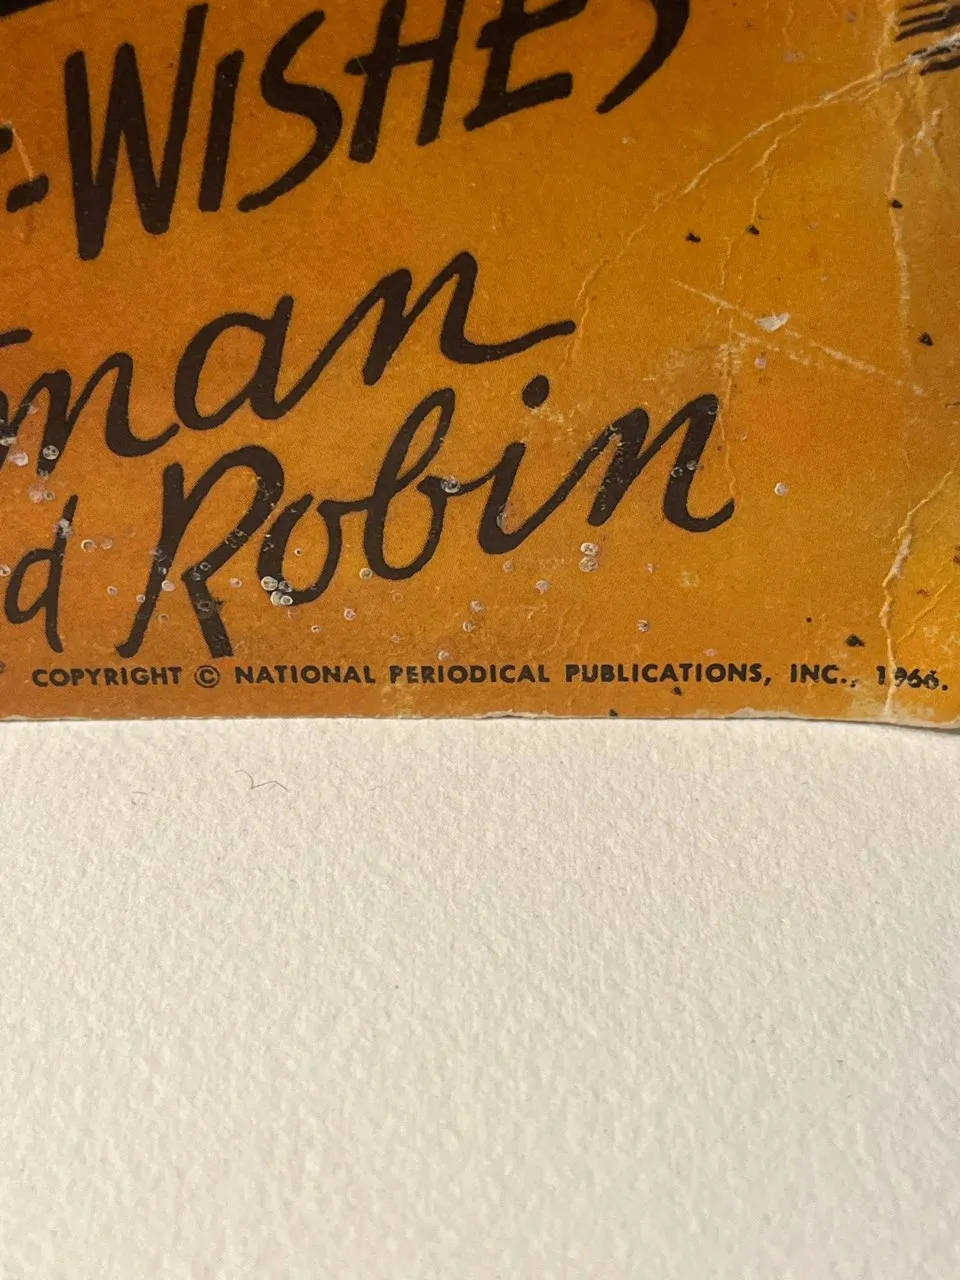 -WISHES
man
d Robin
COPYRIGHT © NATIONAL PERIODICAL PUBLICATIONS, INC., 1966.